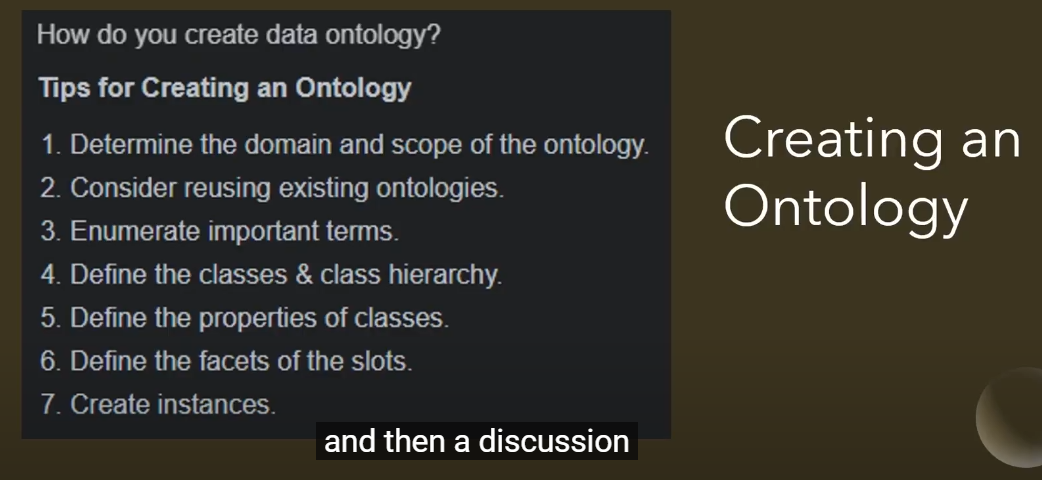 How do you create data ontology?
Tips for Creating an Ontology
1. Determine the domain and scope of the ontology.
2. Consider reusing existing ontologies.
3. Enumerate important terms.
4. Define the classes & class hierarchy.
5. Define the properties of classes.
6. Define the facets of the slots.
7. Create instances.
Creating an
Ontology
and then a discussion